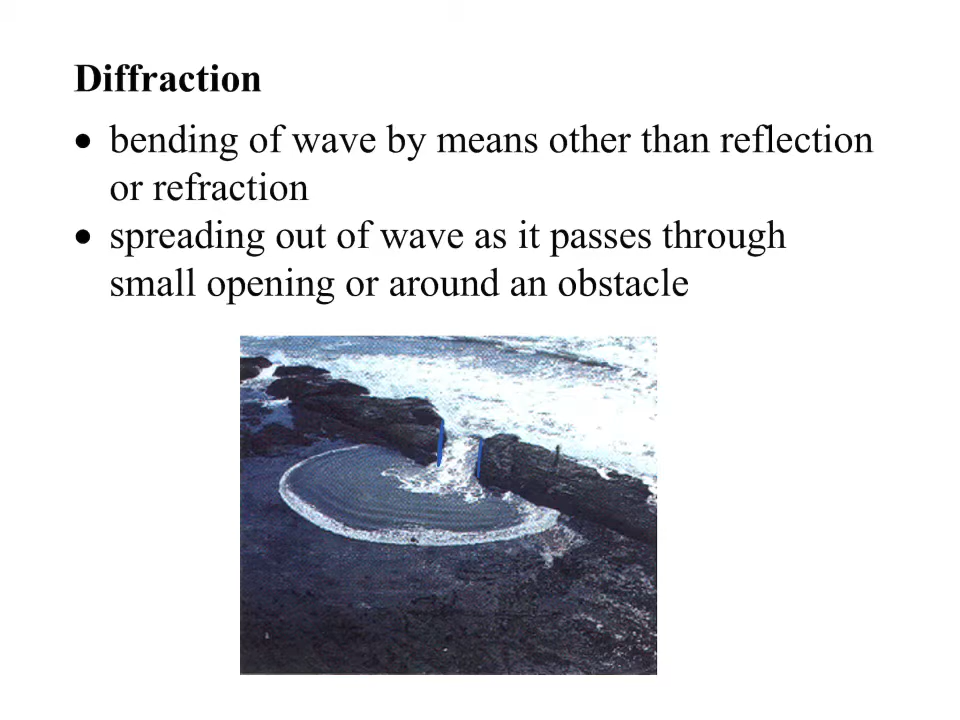 Diffraction
• bending of wave by means other than reflection
or refraction
• spreading out of wave as it passes through
small opening or around an obstacle